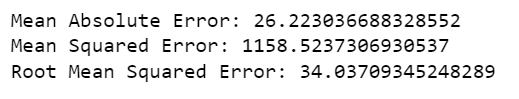 Mean Absolute Error: 26.223036688328552
Mean Squared Error: 1158.5237306930537
Root Mean Squared Error: 34.03709345248289